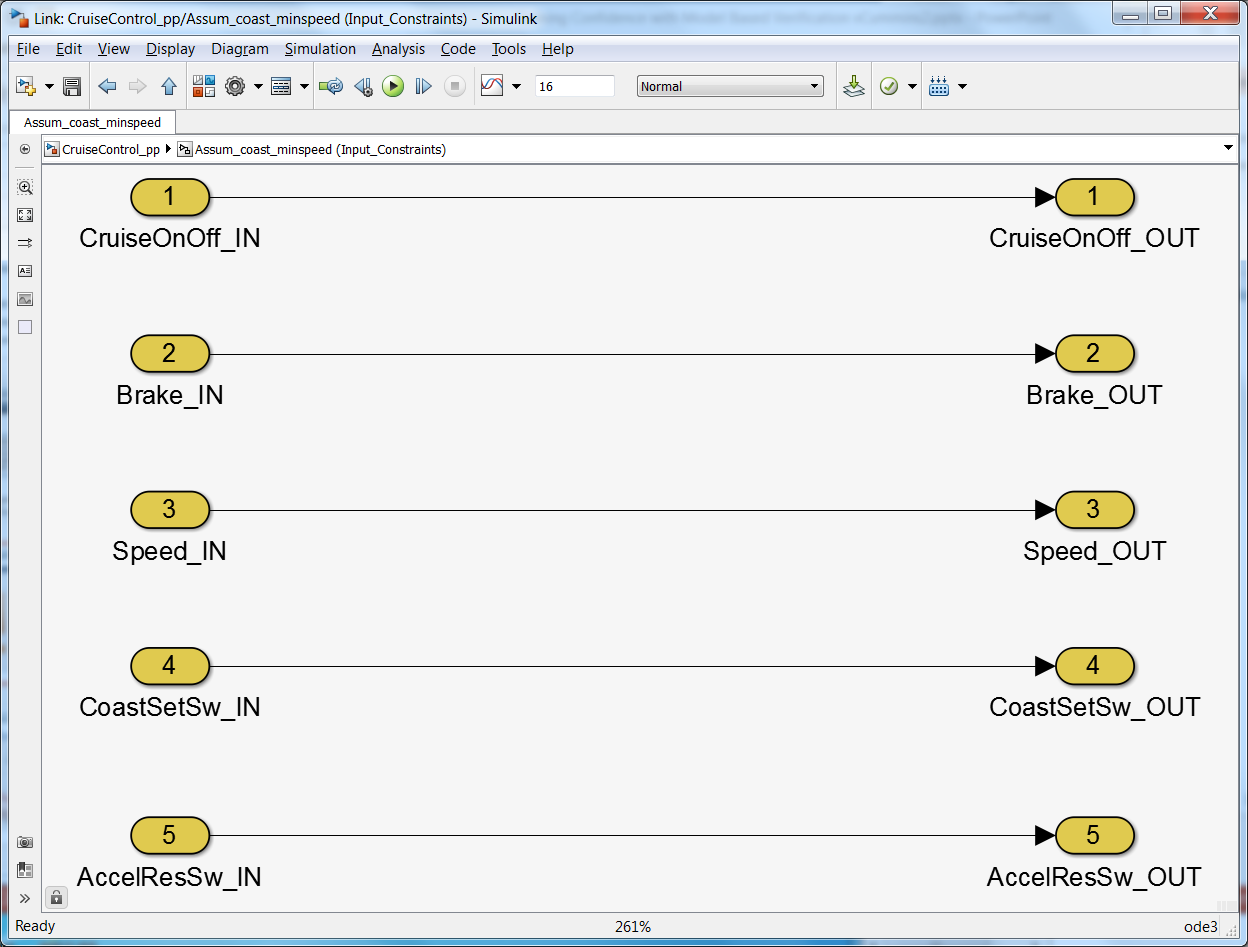 Link: CruiseControl_pp/Assum_coast_minspeed (Input_Constraints) - Simulink
File Edit View Display Diagram Simulation Analysis Code Tools Help
16 Normal
Assum_coast_minspeed
CruiseControl_pp Assum_coast_minspeed (Input_Constraints)
1 1
CruiseOnOff_IN CruiseOnOff_OUT
2 2
Brake_IN Brake_OUT
3 3
Speed_IN Speed_OUT
4 4
CoastSetSw_IN CoastSetSw_OUT
5 5
AccelResSw_IN AccelResSw_OUT
Ready 261% ode3